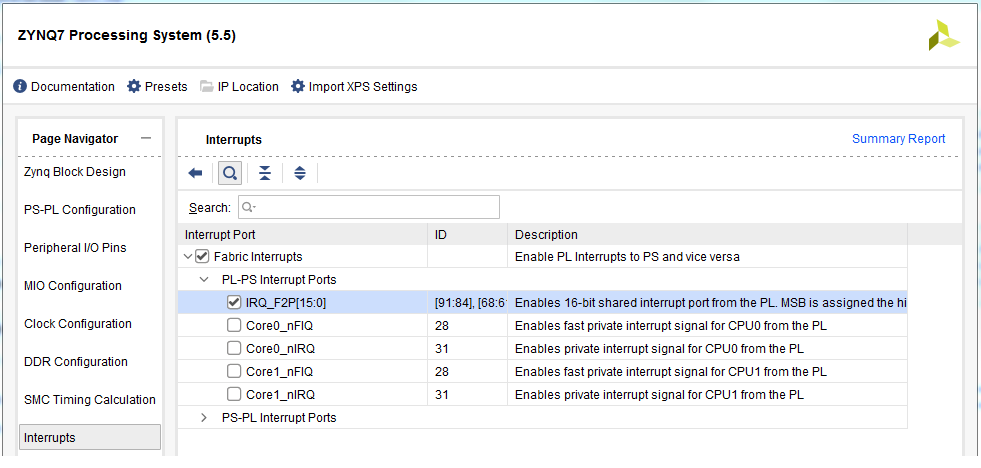 ZYNQ7 Processing System (5.5)
Documentation Presets IP Location Import XPS Settings
Page Navigator
Zynq Block Design
PS-PL Configuration
Peripheral I/O Pins
MIO Configuration
Clock Configuration
DDR Configuration
SMC Timing Calculation
Interrupts
Interrupts Summary Report
Search:
Interrupt Port ID Description
Fabric Interrupts Enable PL Interrupts to PS and vice versa
PL-PS Interrupt Ports
IRQ_F2P[15:0] [91:84], [68:6 Enables 16-bit shared interrupt port from the PL. MSB is assigned the hi
Core0_nFIQ 28 Enables fast private interrupt signal for CPU0 from the PL
Core0_nIRQ 31 Enables private interrupt signal for CPU0 from the PL
Core1_nFIQ 28 Enables fast private interrupt signal for CPU1 from the PL
Core1_nIRQ 31 Enables private interrupt signal for CPU1 from the PL
PS-PL Interrupt Ports